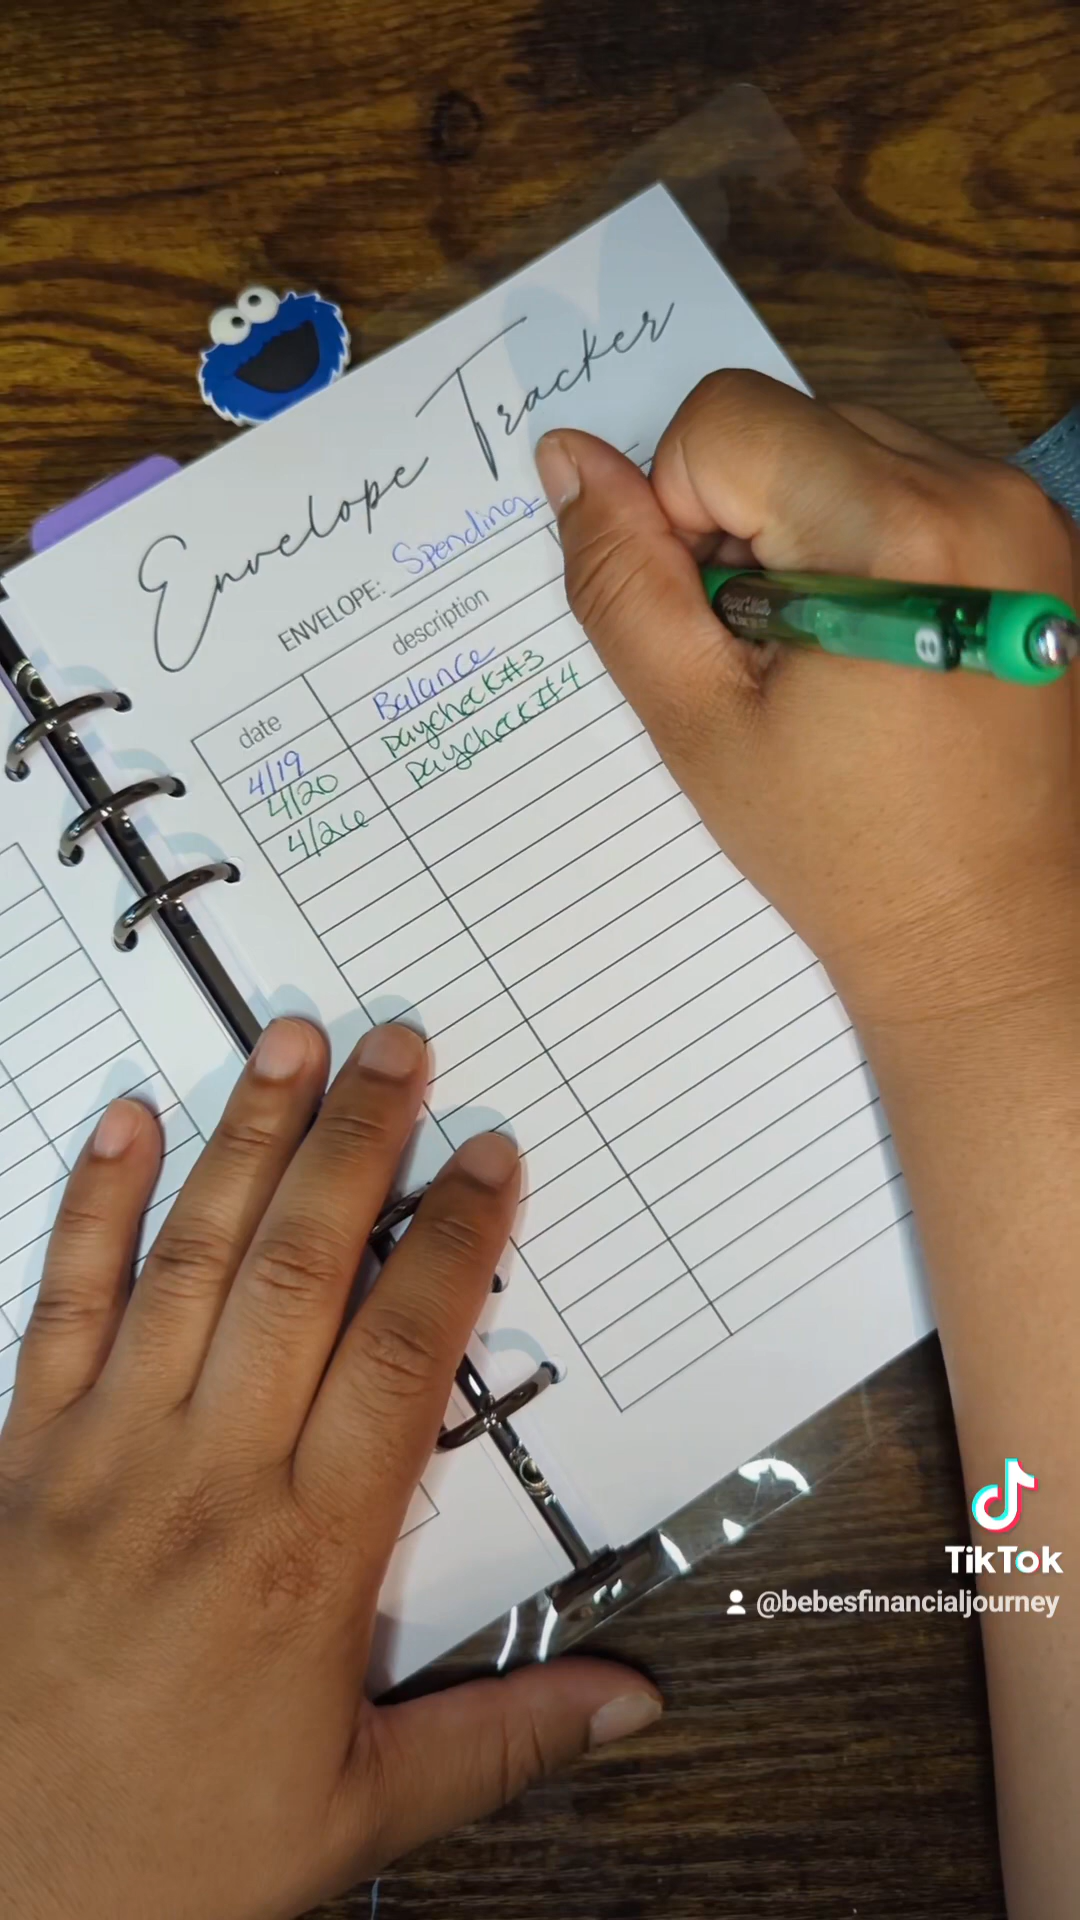 Envelope Tracker
ENVELOPE: Spending
date description
4/19 Balance
4/20 paycheck#3
4/26 paycheck#4
8
TikTok
@bebesfinancialjourney